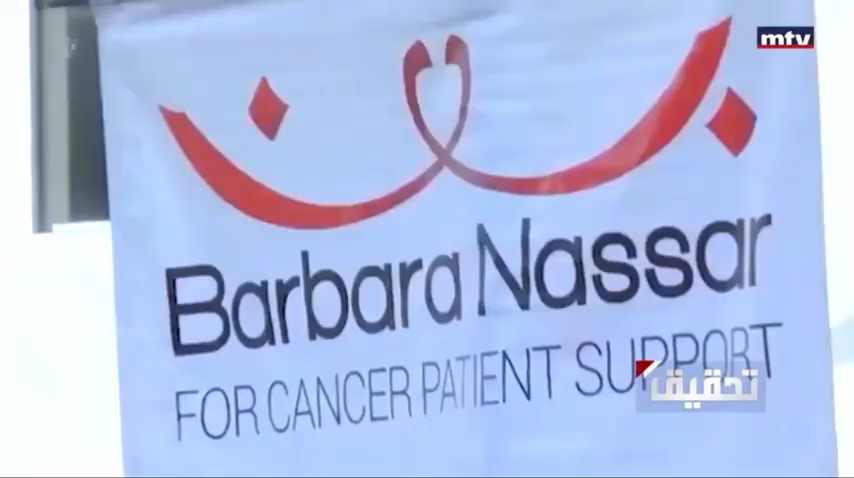 mtv
Barbara Nassar
FOR CANCER PATIENT SUPPORT
تحقيق